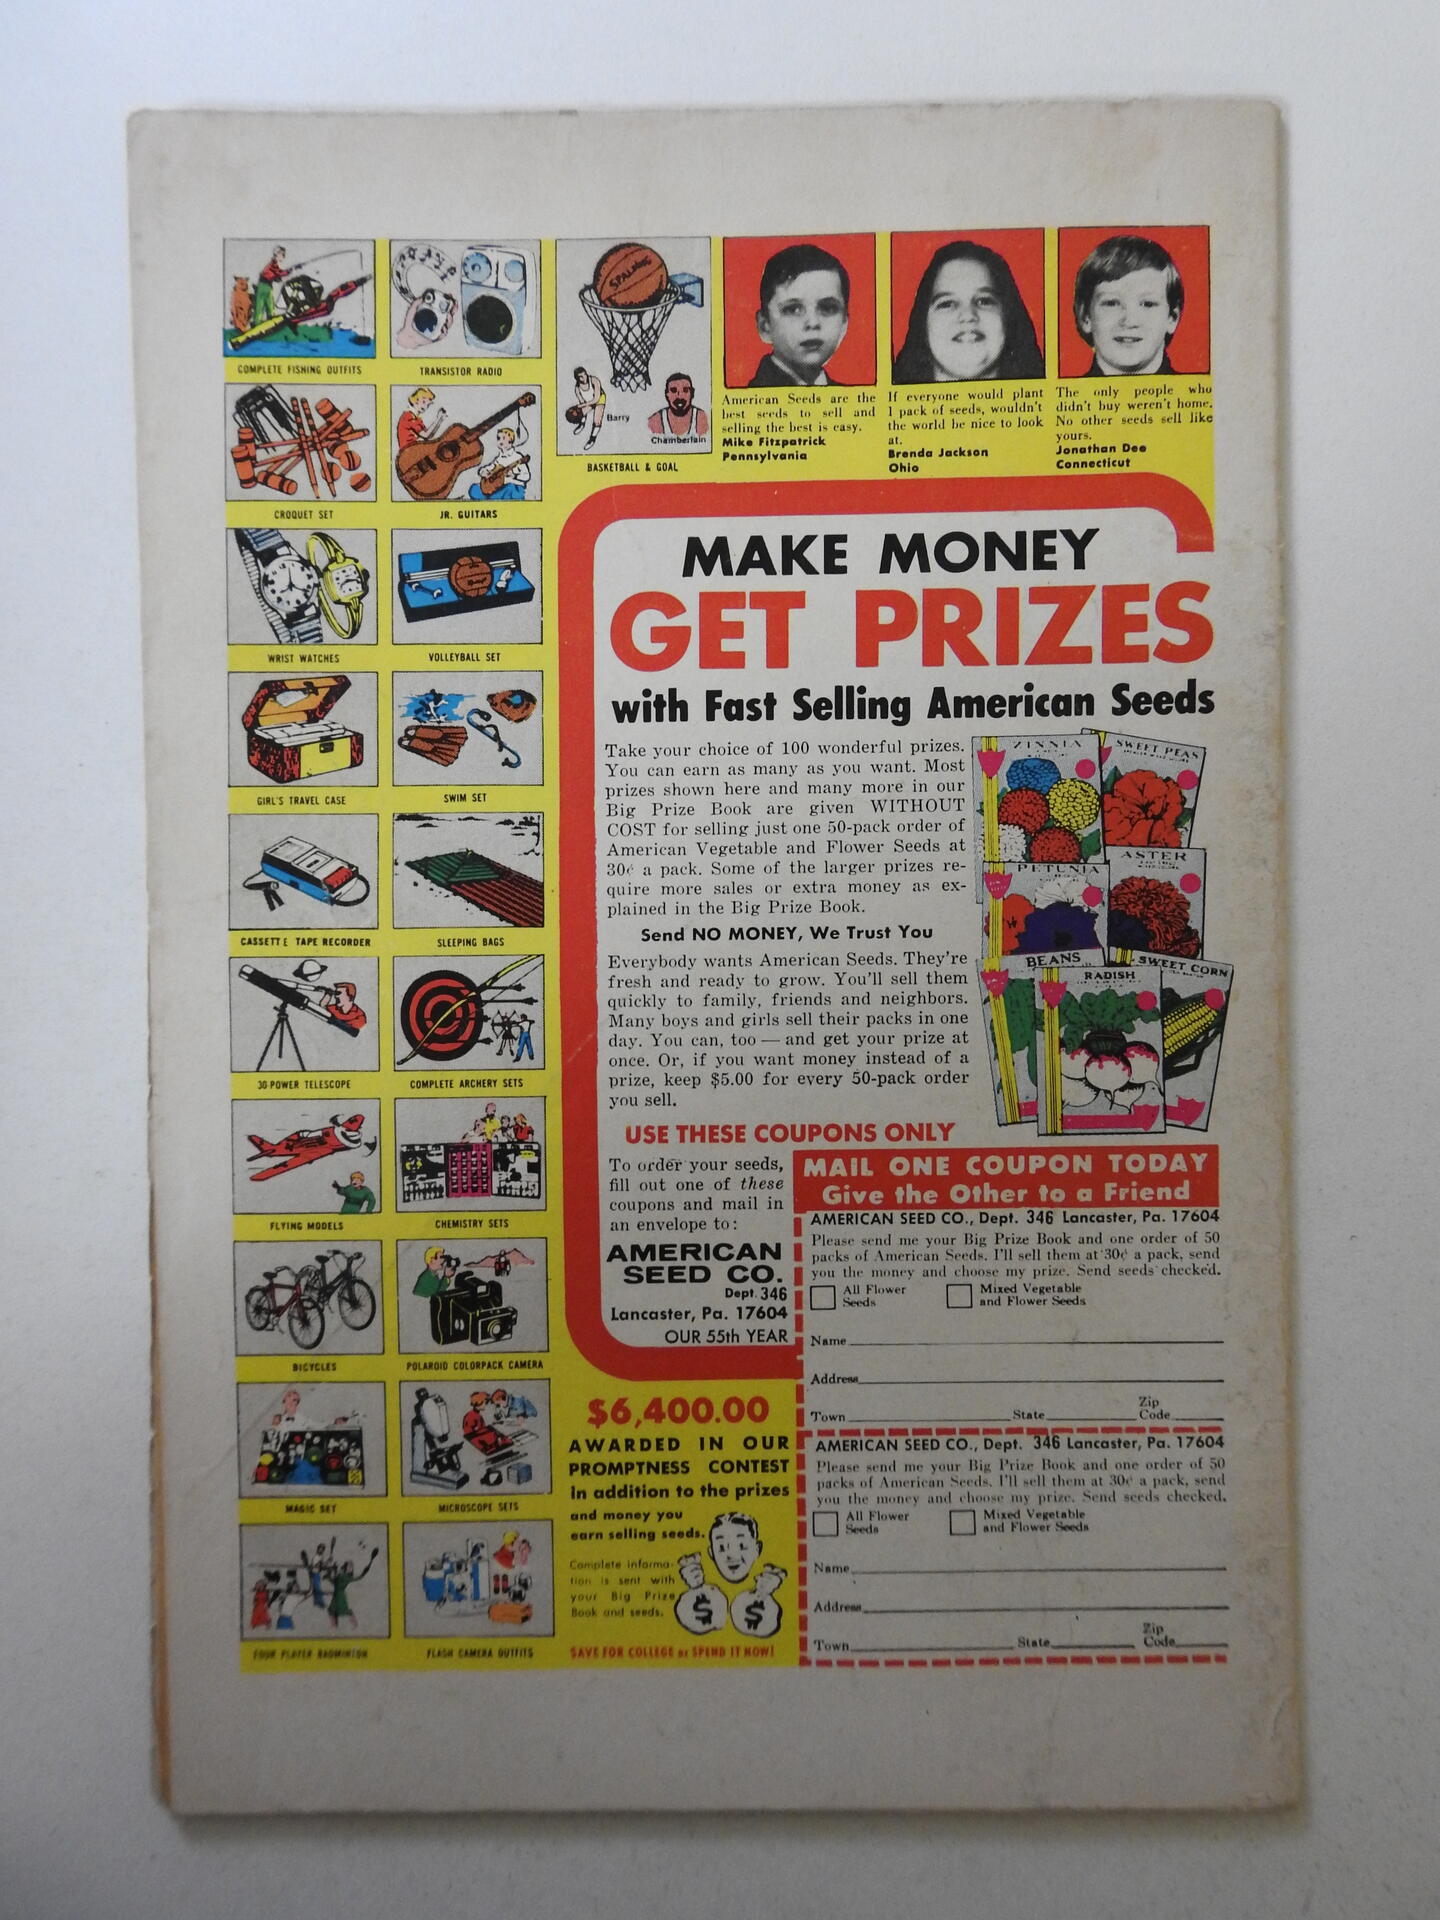 COMPLETE FISHING OUTFITS
TRANSISTOR RADIO
CROQUET SET
JR. GUITARS
WRIST WATCHES
VOLLEYBALL SET
GIRL'S TRAVEL CASE
SWIM SET
CASSETTE TAPE RECORDER
SLEEPING BAGS
30 POWER TELESCOPE
COMPLETE ARCHERY SETS
FLYING MODELS
CHEMISTRY SETS
BICYCLES
POLAROID COLORPACK CAMERA
MAGIC SET
MICROSCOPE SETS
FOUR PLAYER BADMINTON
FLASH CAMERA OUTFITS
SPALDING
Barry
Chamberlain
BASKETBALL & GOAL
American Seeds are the
best seeds to sell and
selling the best is easy.
Mike Fitzpatrick
Pennsylvania
If everyone would plant
1 pack of seeds, wouldn't
the world be nice to look
at.
Brenda Jackson
Ohio
The only people who
didn't buy weren't home.
No other seeds sell like
yours.
Jonathan Dee
Connecticut
MAKE MONEY
GET PRIZES
with Fast Selling American Seeds
Take your choice of 100 wonderful prizes.
You can earn as many as you want. Most
prizes shown here and many more in our
Big Prize Book are given WITHOUT
COST for selling just one 50-pack order of
American Vegetable and Flower Seeds at
30¢ a pack. Some of the larger prizes re-
quire more sales or extra money as ex-
plained in the Big Prize Book.
Send NO MONEY, We Trust You
Everybody wants American Seeds. They're
fresh and ready to grow. You'll sell them
quickly to family, friends and neighbors.
Many boys and girls sell their packs in one
day. You can, too — and get your prize at
once. Or, if you want money instead of a
prize, keep $5.00 for every 50-pack order
you sell.
ZINNIA
SWEET PEAS
PETUNIA
ASTER
BEANS
RADISH
SWEET CORN
USE THESE COUPONS ONLY
To order your seeds,
fill out one of these
coupons and mail in
an envelope to:
AMERICAN
SEED CO.
Dept. 346
Lancaster, Pa. 17604
OUR 55th YEAR
MAIL ONE COUPON TODAY
Give the Other to a Friend
AMERICAN SEED CO., Dept. 346 Lancaster, Pa. 17604
Please send me your Big Prize Book and one order of 50
packs of American Seeds. I'll sell them at 30¢ a pack, send
you the money and choose my prize. Send seeds checked.
All Flower Seeds
Mixed Vegetable and Flower Seeds
Name
Address
Town State Zip Code
AMERICAN SEED CO., Dept. 346 Lancaster, Pa. 17604
Please send me your Big Prize Book and one order of 50
packs of American Seeds. I'll sell them at 30¢ a pack, send
you the money and choose my prize. Send seeds checked.
All Flower Seeds
Mixed Vegetable and Flower Seeds
Name
Address
Town State Zip Code
$6,400.00
AWARDED IN OUR
PROMPTNESS CONTEST
in addition to the prizes
and money you
earn selling seeds.
Complete informa-
tion is sent with
your Big Prize
Book and seeds.
$ $
SAVE FOR COLLEGE or SPEND IT NOW!